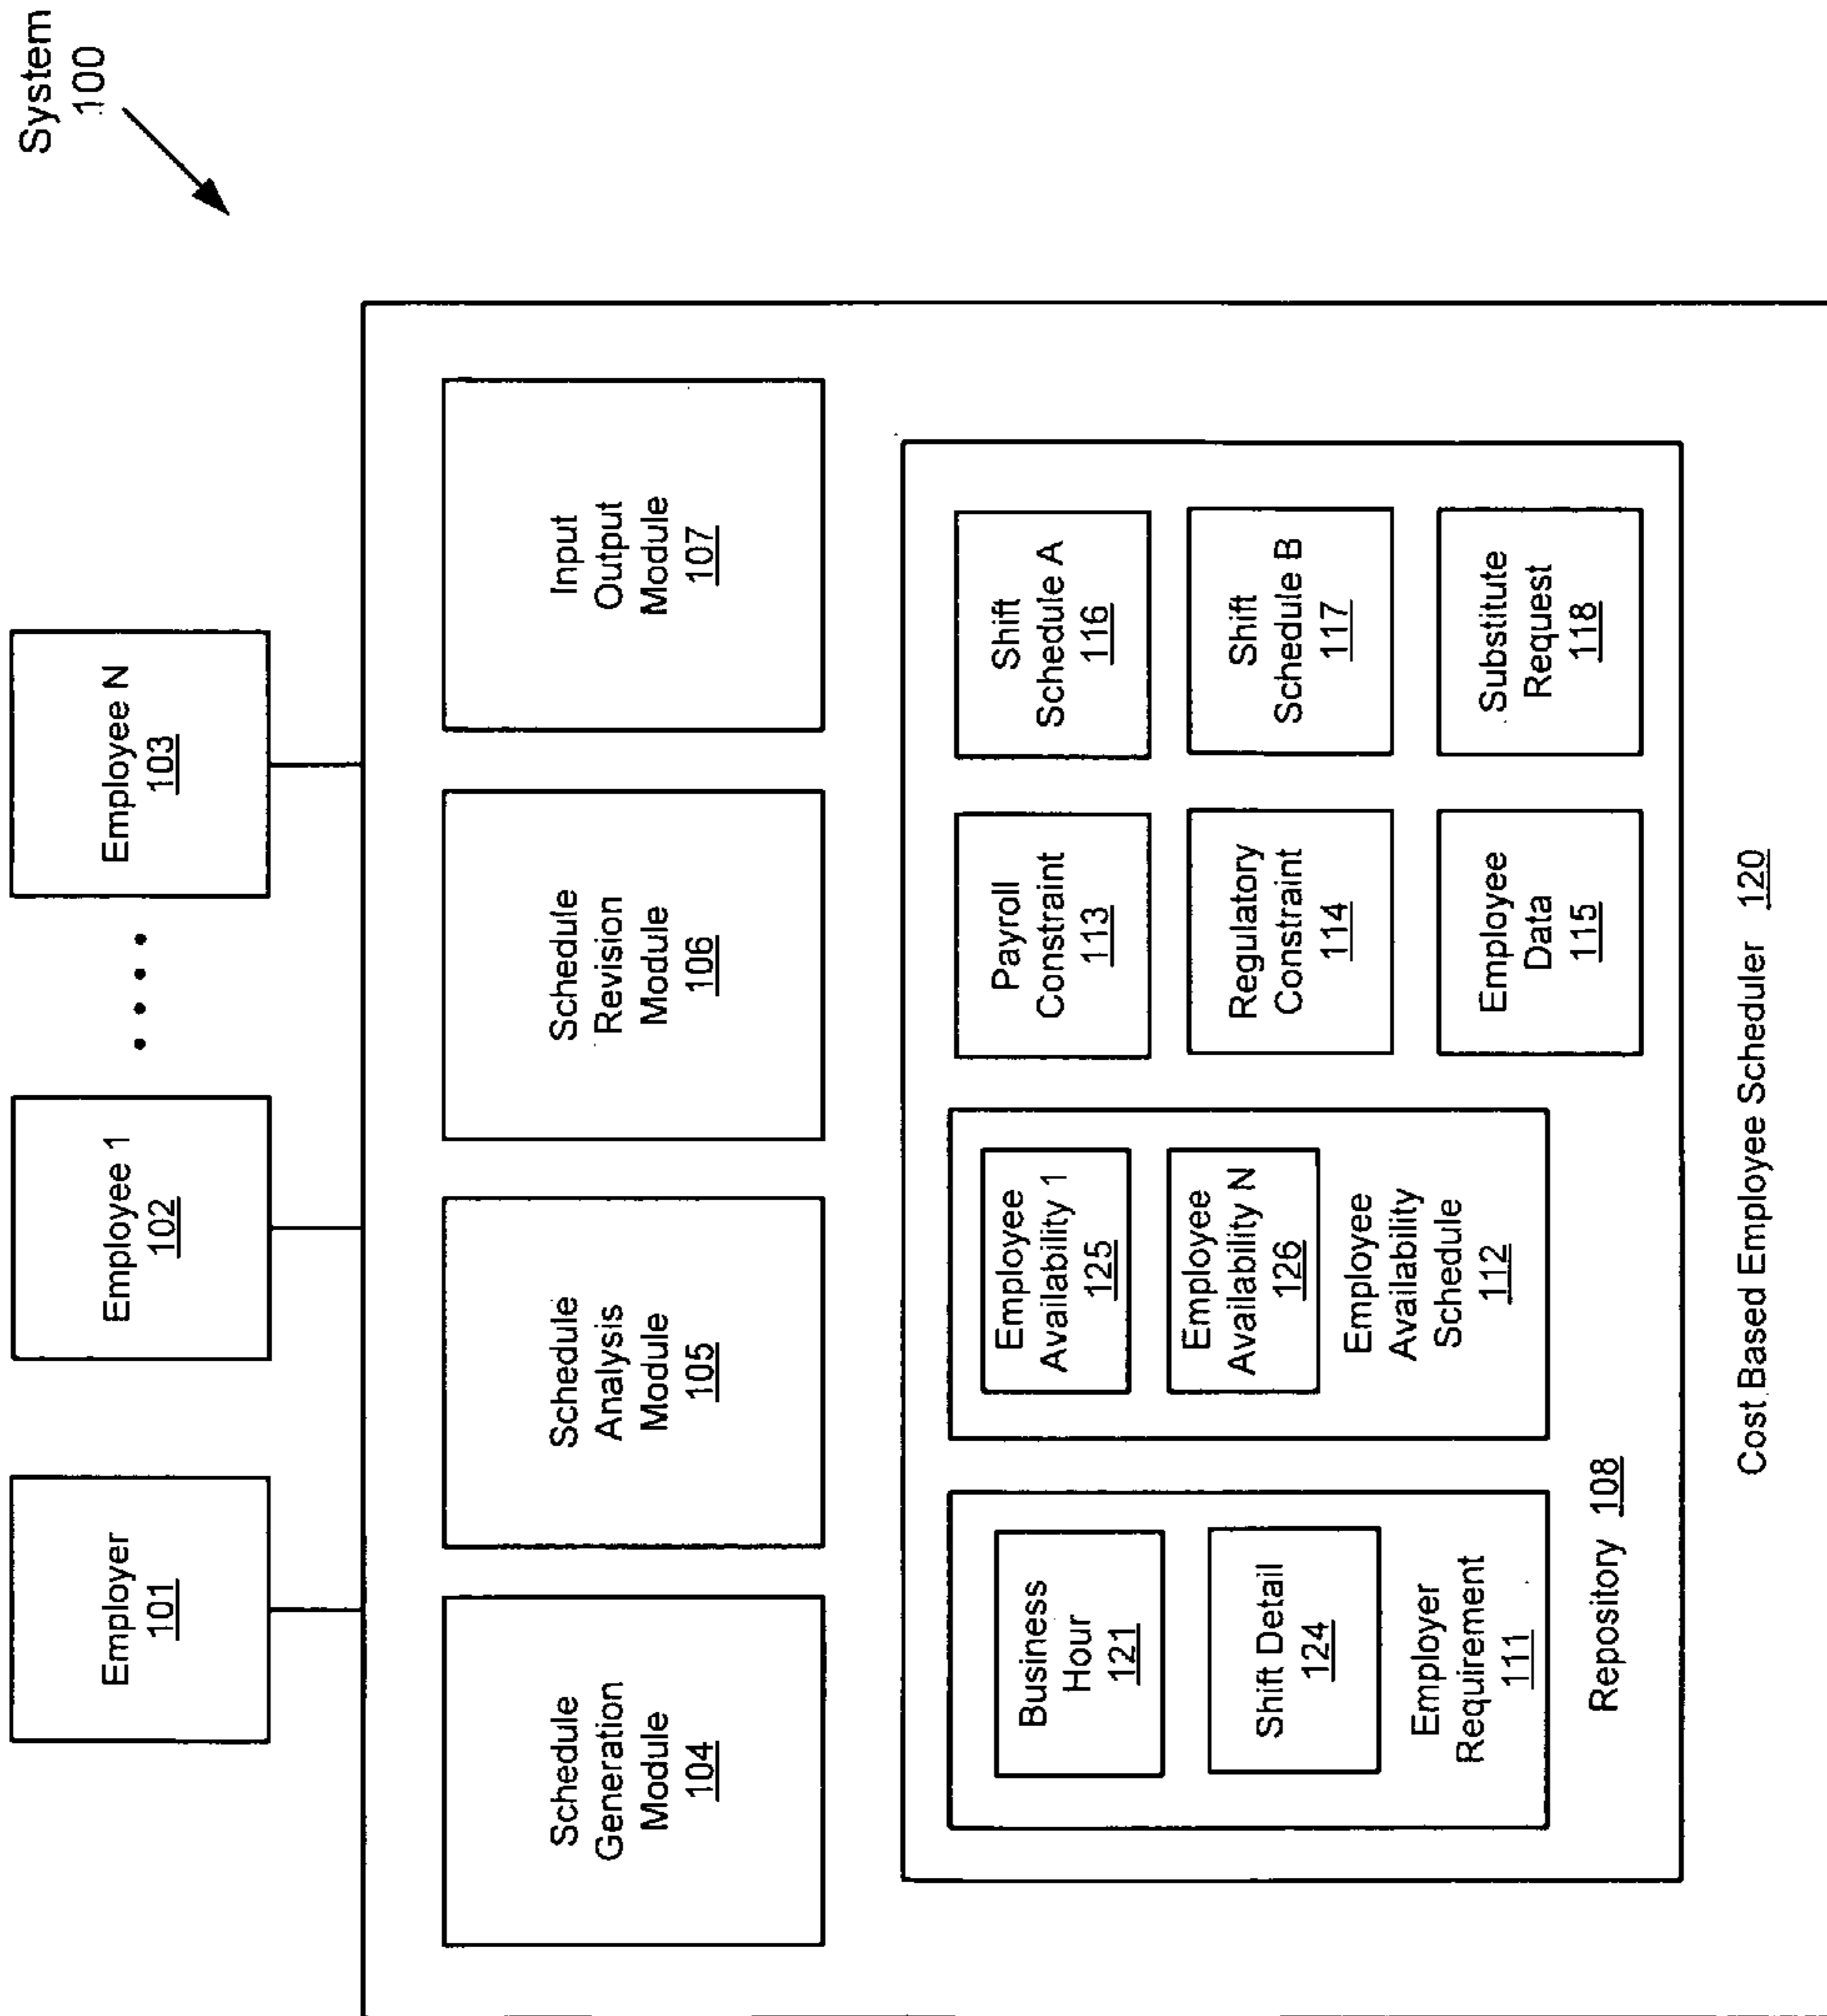 System
100
Employer
101
Employee 1
102
Employee N
103
Schedule
Generation
Module
104
Schedule
Analysis
Module
105
Schedule
Revision
Module
106
Input
Output
Module
107
Business
Hour
121
Shift Detail
124
Employer
Requirement
111
Employee
Availability 1
125
Employee
Availability N
126
Employee
Availability
Schedule
112
Payroll
Constraint
113
Regulatory
Constraint
114
Employee
Data
115
Shift
Schedule A
116
Shift
Schedule B
117
Substitute
Request
118
Repository 108
Cost Based Employee Scheduler 120